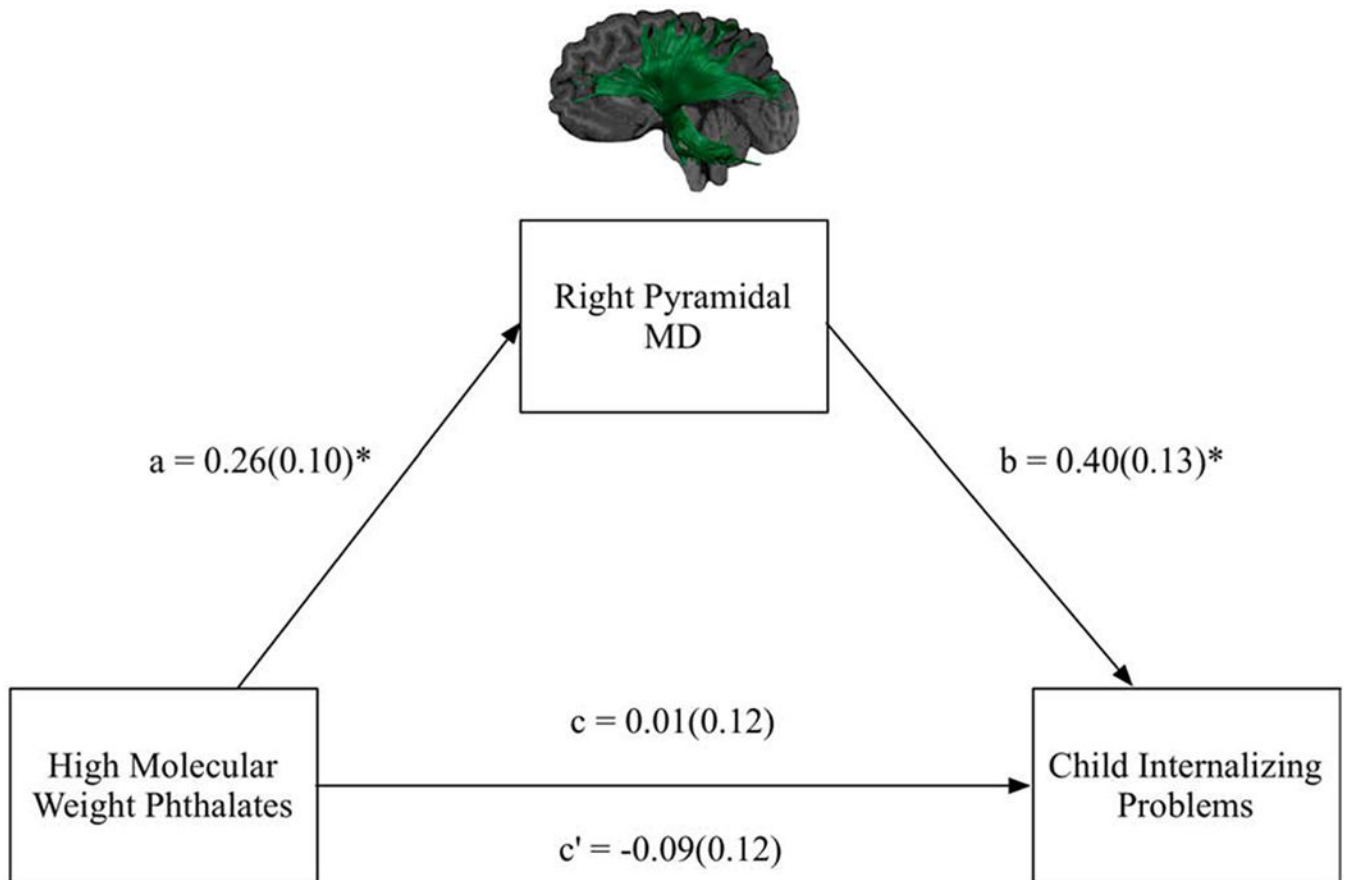 Right Pyramidal
MD
a = 0.26(0.10)*
b = 0.40(0.13)*
c = 0.01(0.12)
High Molecular
Weight Phthalates
Child Internalizing
Problems
c' = -0.09(0.12)